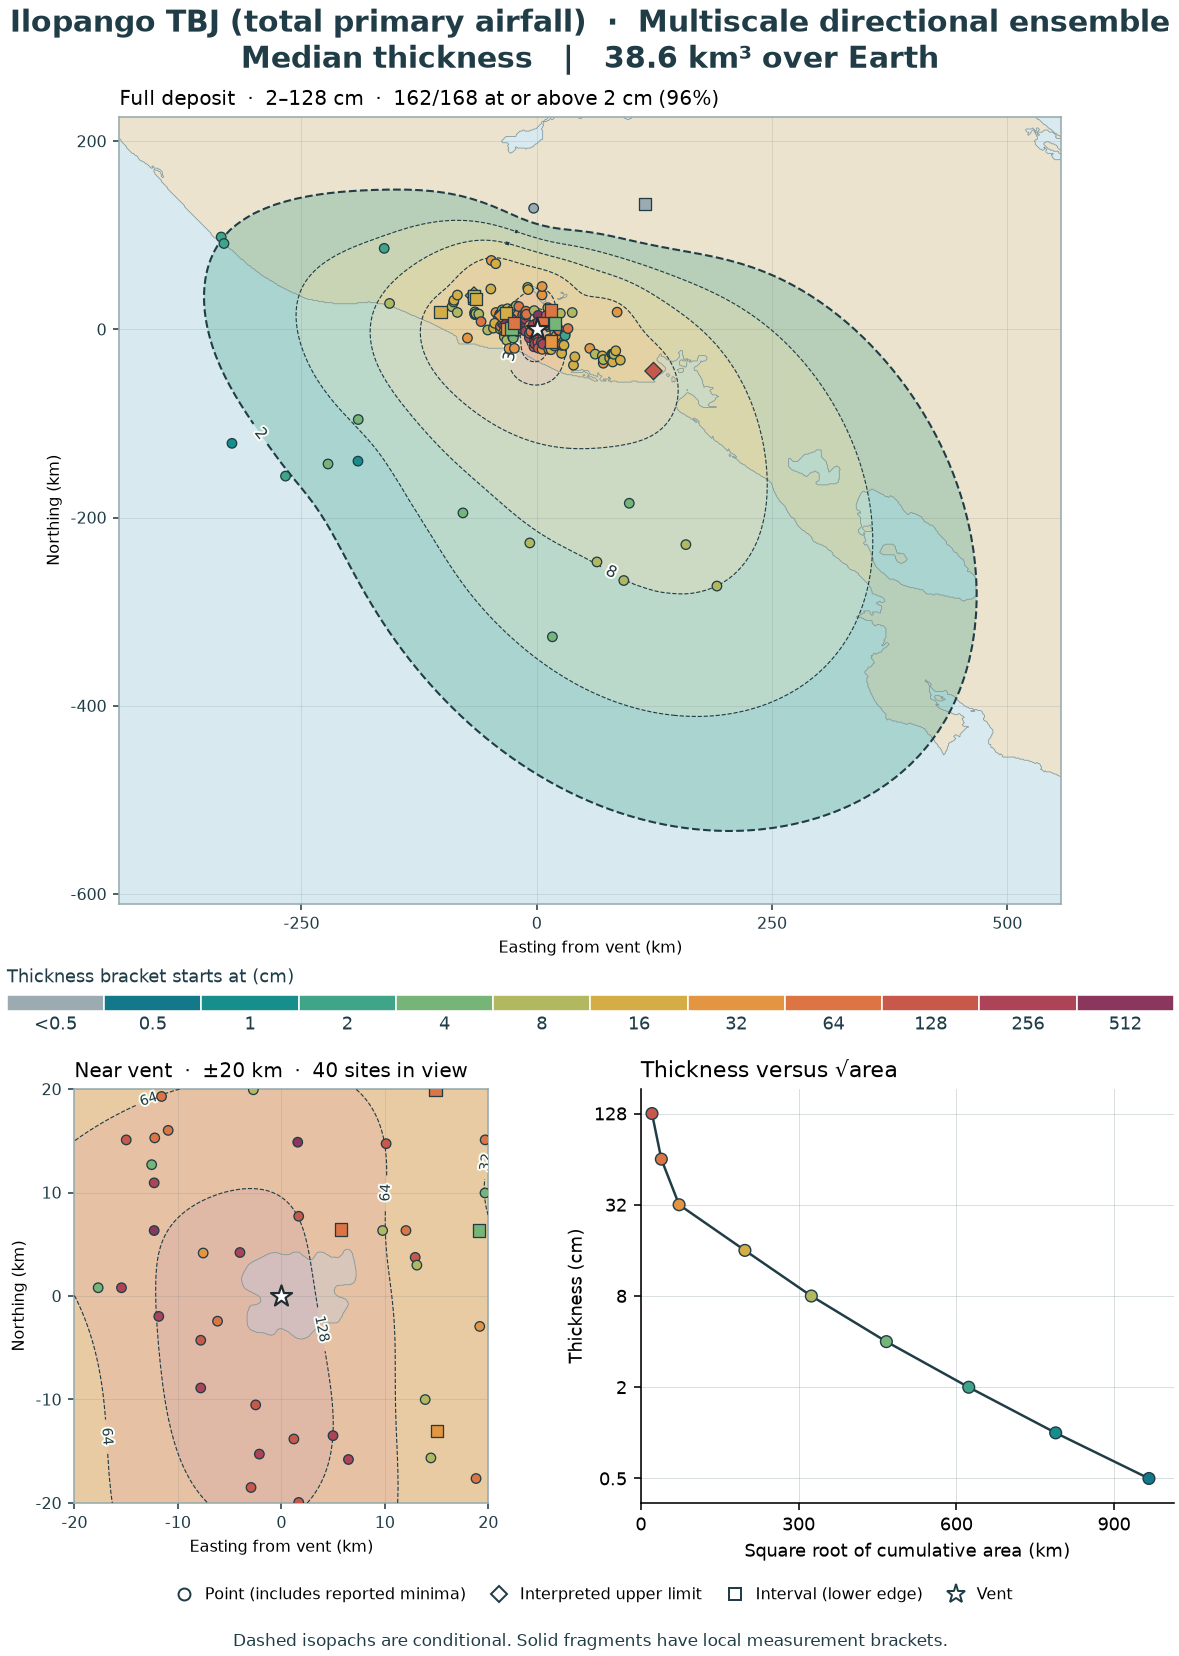 Ilopango TBJ (total primary airfall)  ·  Multiscale directional ensemble
Median thickness   |   38.6 km³ over Earth
Full deposit  ·  2–128 cm  ·  162/168 at or above 2 cm (96%)
200
0
-200
-400
-600
Northing (km)
2
8
3
-250
0
250
500
Easting from vent (km)
Thickness bracket starts at (cm)
<0.5
0.5
1
2
4
8
16
32
64
128
256
512
Near vent  ·  ±20 km  ·  40 sites in view
20
10
0
-10
-20
Northing (km)
64
64
32
128
64
-20
-10
0
10
20
Easting from vent (km)
Thickness versus √area
128
32
8
2
0.5
Thickness (cm)
0
300
600
900
Square root of cumulative area (km)
Point (includes reported minima)
Interpreted upper limit
Interval (lower edge)
Vent
Dashed isopachs are conditional. Solid fragments have local measurement brackets.